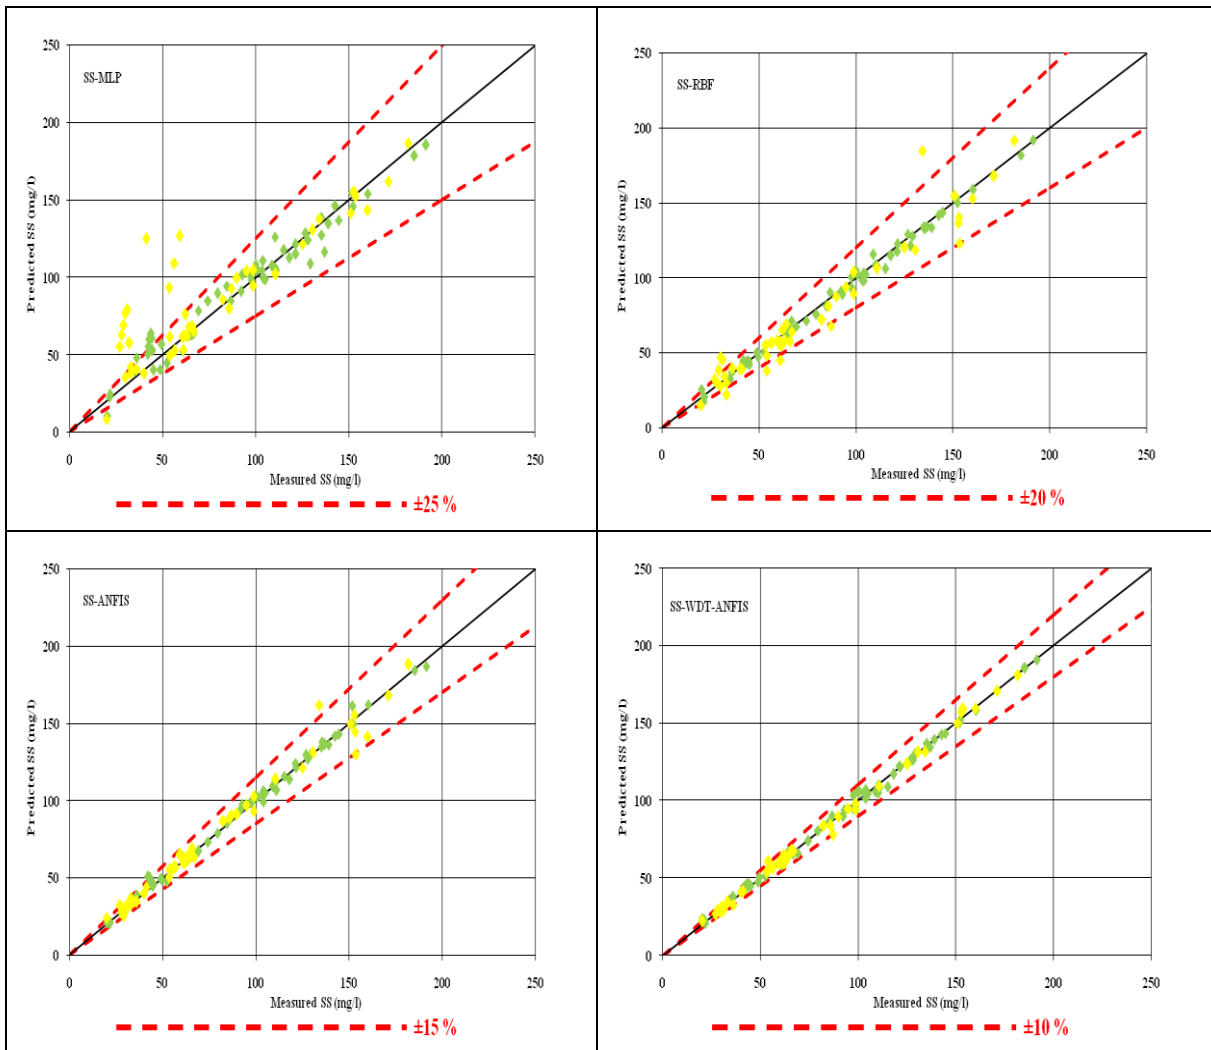 SS-MLP
250
200
150
100
50
0
Predicted SS (mg/l)
0 50 100 150 200 250
Measured SS (mg/l)
±25 %
SS-RBF
250
200
150
100
50
0
Predicted SS (mg/l)
0 50 100 150 200 250
Measured SS (mg/l)
±20 %
SS-ANFIS
250
200
150
100
50
0
Predicted SS (mg/l)
0 50 100 150 200 250
Measured SS (mg/l)
±15 %
SS-WDT-ANFIS
250
200
150
100
50
0
Predicted SS (mg/l)
0 50 100 150 200 250
Measured SS (mg/l)
±10 %